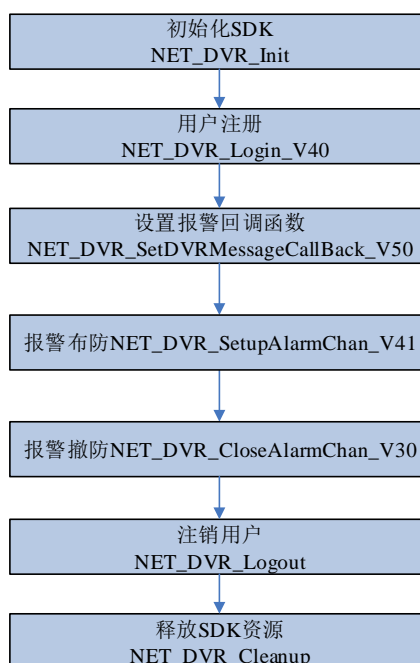 初始化SDK
NET_DVR_Init
用户注册
NET_DVR_Login_V40
设置报警回调函数
NET_DVR_SetDVRMessageCallBack_V50
报警布防NET_DVR_SetupAlarmChan_V41
报警撤防NET_DVR_CloseAlarmChan_V30
注销用户
NET_DVR_Logout
释放SDK资源
NET_DVR_Cleanup